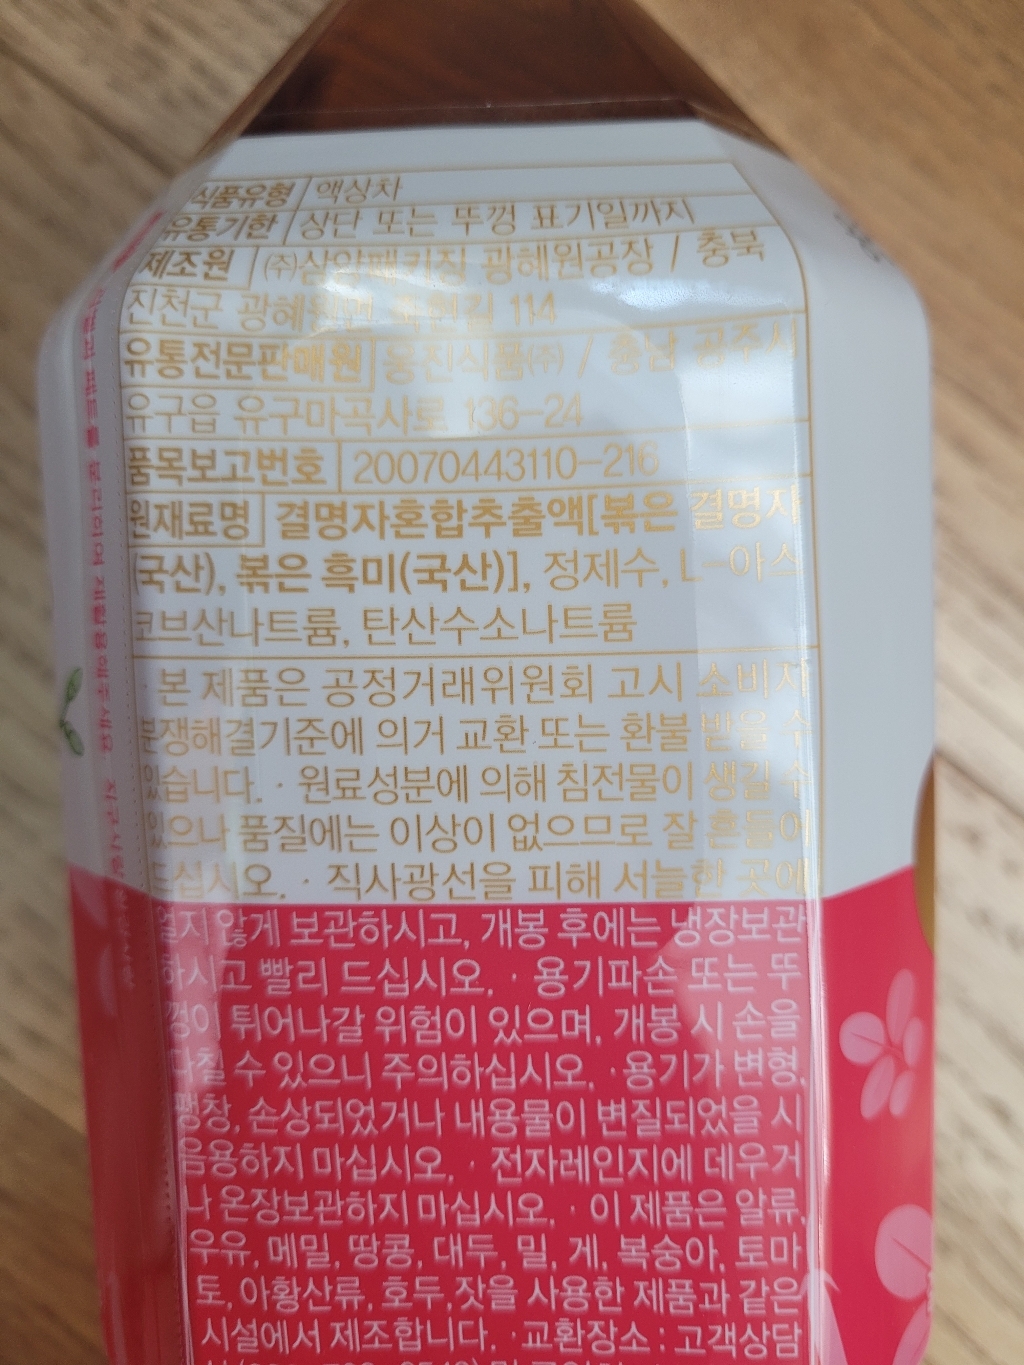 식품유형 액상차
유통기한 상단 또는 뚜껑 표기일까지
제조원 (주)삼양패키징 광혜원공장 / 충북
진천군 광혜원면 죽현길 114
유통전문판매원 웅진식품(주) / 충남 공주시
유구읍 유구마곡사로 136-24
품목보고번호 20070443110-216
원재료명 결명자혼합추출액[볶은 결명자
(국산), 볶은 흑미(국산)], 정제수, L-아스
코브산나트륨, 탄산수소나트륨
· 본 제품은 공정거래위원회 고시 소비자
분쟁해결기준에 의거 교환 또는 환불 받을 수
있습니다. · 원료성분에 의해 침전물이 생길 수
있으나 품질에는 이상이 없으므로 잘 흔들어
드십시오. · 직사광선을 피해 서늘한 곳에
얼지 않게 보관하시고, 개봉 후에는 냉장보관
하시고 빨리 드십시오. · 용기파손 또는 뚜
껑이 튀어나갈 위험이 있으며, 개봉 시 손을
다칠 수 있으니 주의하십시오. · 용기가 변형,
팽창, 손상되었거나 내용물이 변질되었을 시
음용하지 마십시오. · 전자레인지에 데우거
나 온장보관하지 마십시오. · 이 제품은 알류,
우유, 메밀, 땅콩, 대두, 밀, 게, 복숭아, 토마
토, 아황산류, 호두,잣을 사용한 제품과 같은
시설에서 제조합니다. · 교환장소 : 고객상담